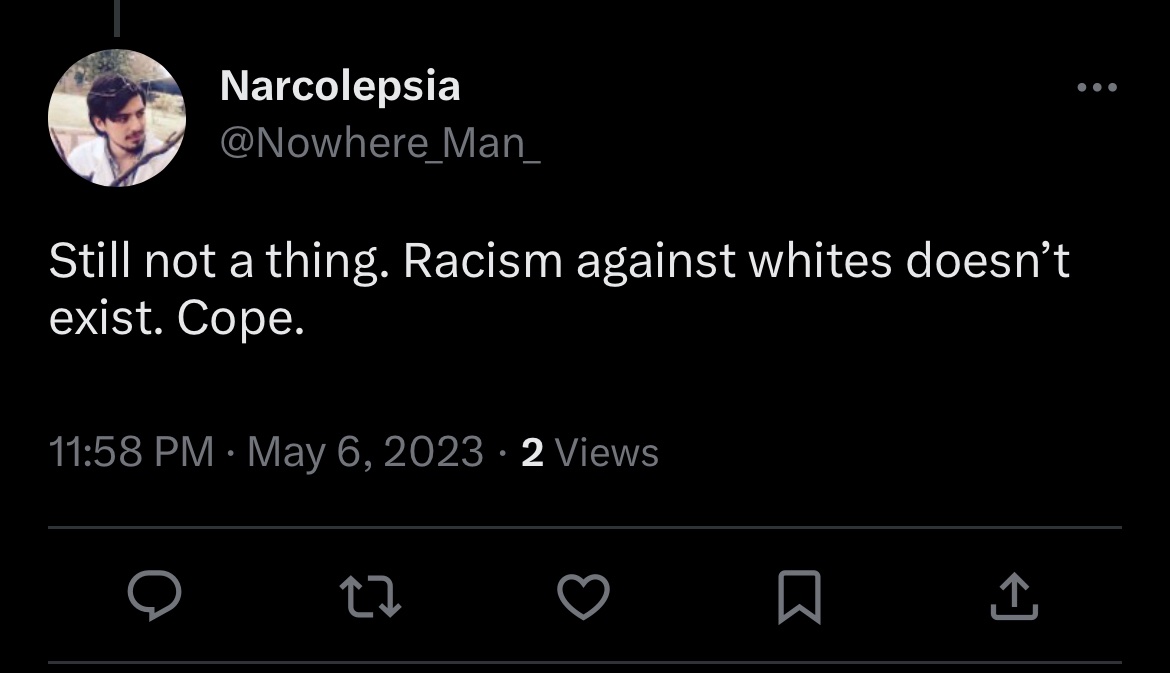 Narcolepsia
@Nowhere_Man_
Still not a thing. Racism against whites doesn’t
exist. Cope.
11:58 PM · May 6, 2023 · 2 Views